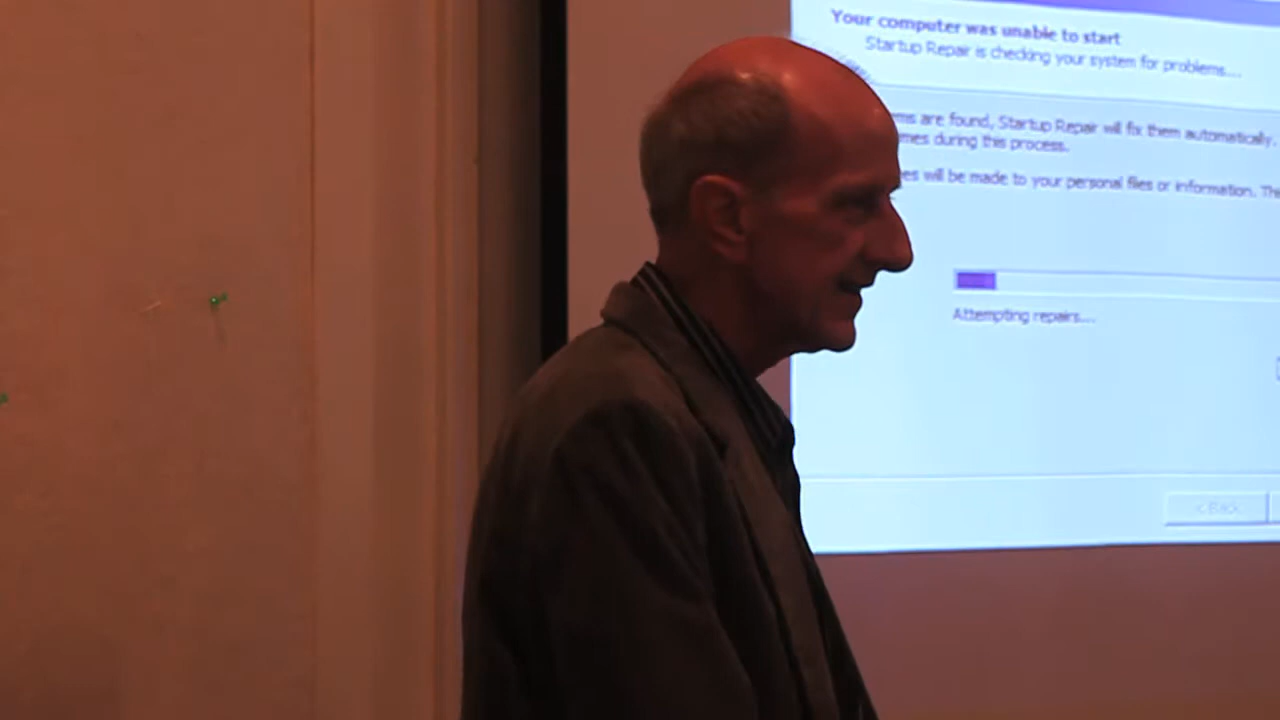 Your computer was unable to start
Startup Repair is checking your system for problems...
ems are found, Startup Repair will fix them automatically.
mes during this process.
es will be made to your personal files or information. Th
Attempting repairs...
< Back